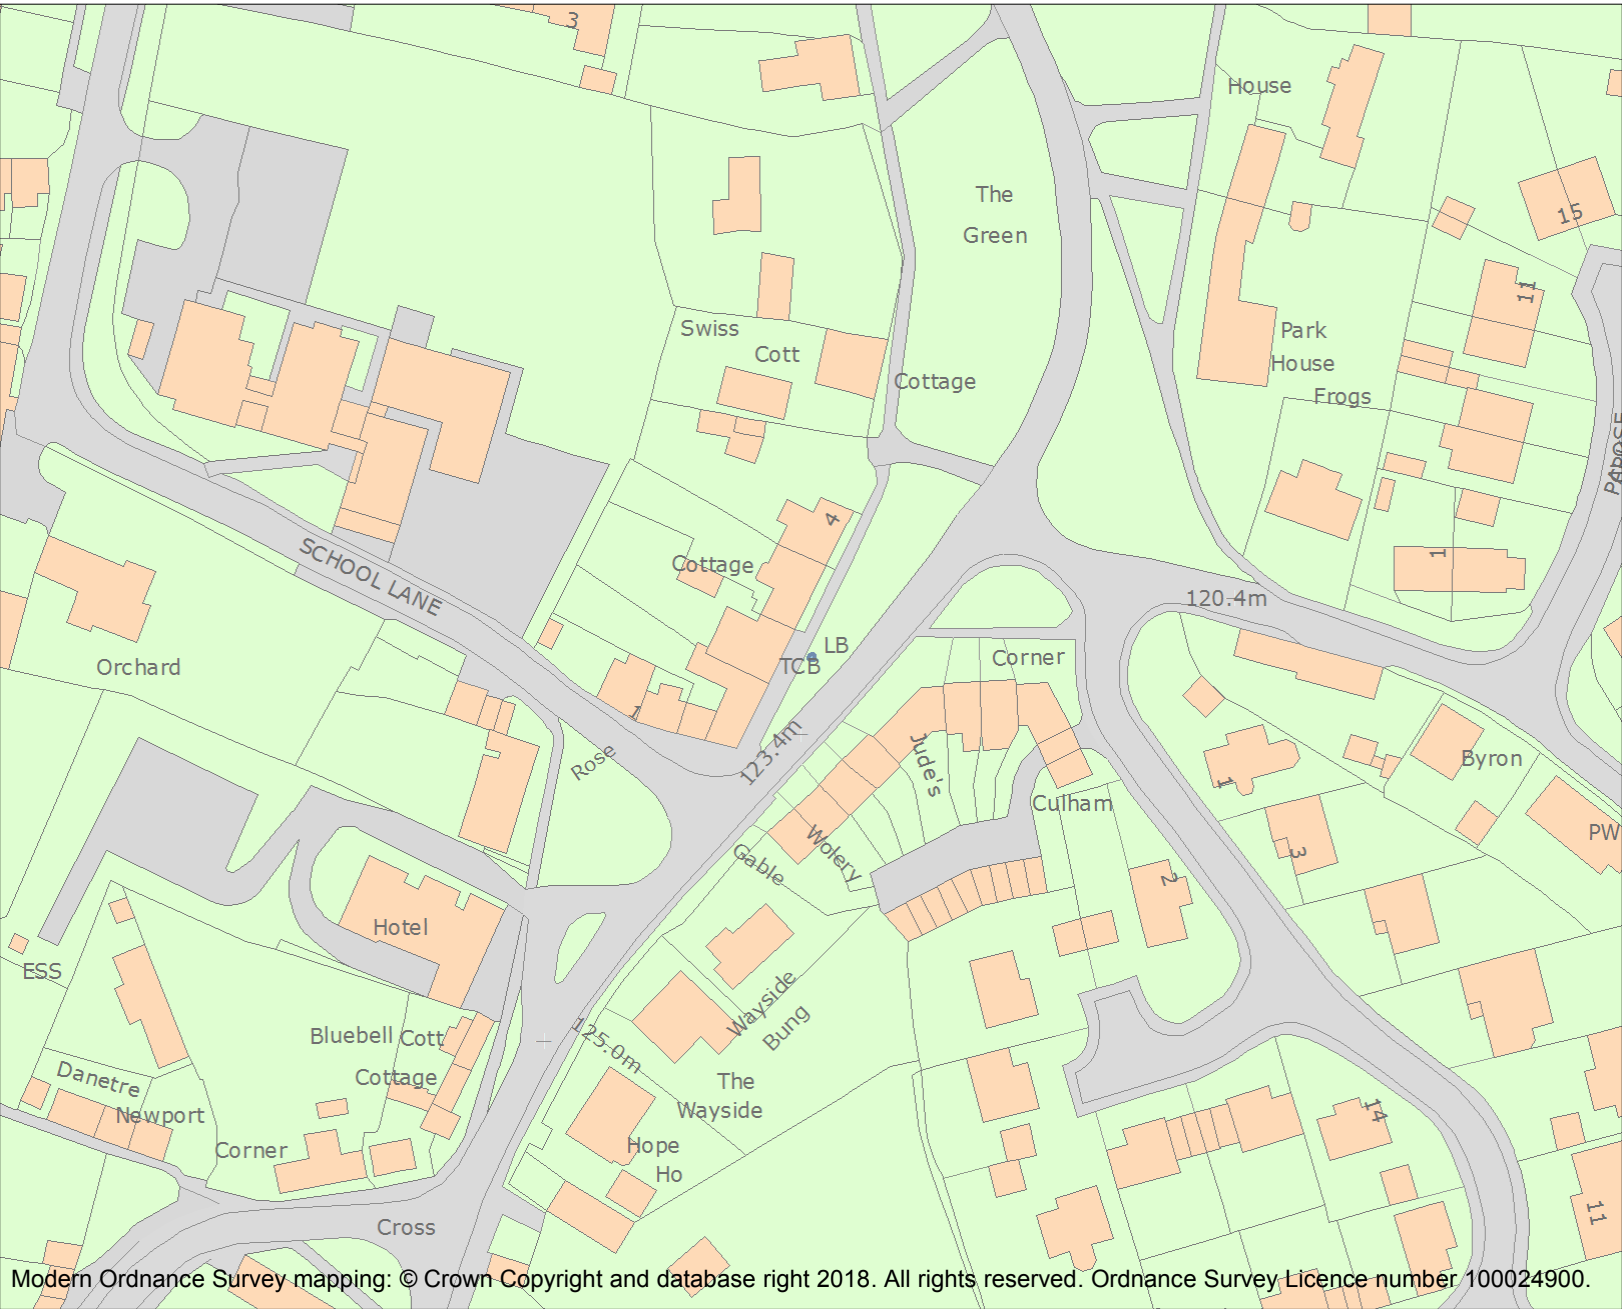 3
House
The
Green
15
11
Swiss
Cott
Park
House
Cottage
Frogs
4
1
SCHOOL LANE
Cottage
120.4m
LB
TCB
Corner
Orchard
1
123.4m
Rose
Jude's
1
Byron
Culham
PW
Wolery
Gable
3
2
Hotel
ESS
Wayside
Bung
125.0m
Bluebell
Cott
Cottage
Danetre
Newport
The
Wayside
14
Hope
Ho
Corner
11
Cross
Modern Ordnance Survey mapping: © Crown Copyright and database right 2018. All rights reserved. Ordnance Survey Licence number 100024900.